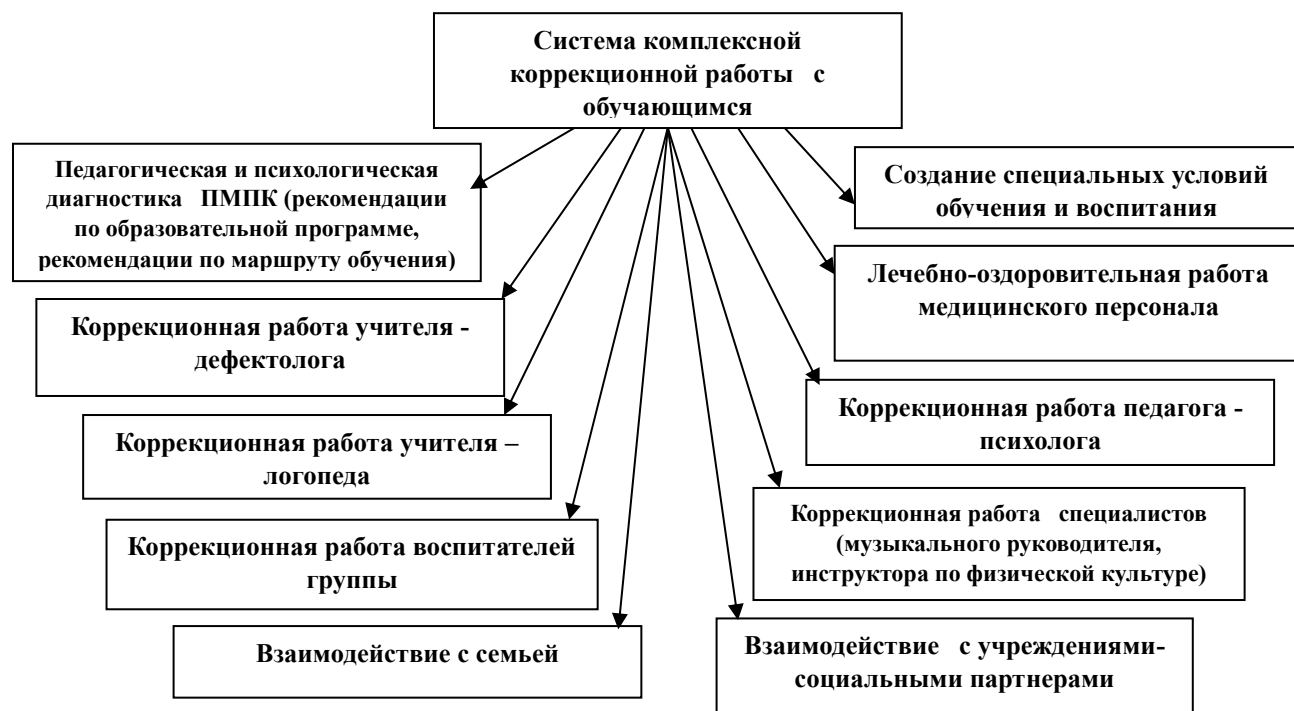 Система комплексной
коррекционной работы с
обучающимся
Педагогическая и психологическая
диагностика ПМПК (рекомендации
по образовательной программе,
рекомендации по маршруту обучения)
Создание специальных условий
обучения и воспитания
Лечебно-оздоровительная работа
медицинского персонала
Коррекционная работа учителя -
дефектолога
Коррекционная работа педагога -
психолога
Коррекционная работа учителя –
логопеда
Коррекционная работа специалистов
(музыкального руководителя,
инструктора по физической культуре)
Коррекционная работа воспитателей
группы
Взаимодействие с семьей
Взаимодействие с учреждениями-
социальными партнерами